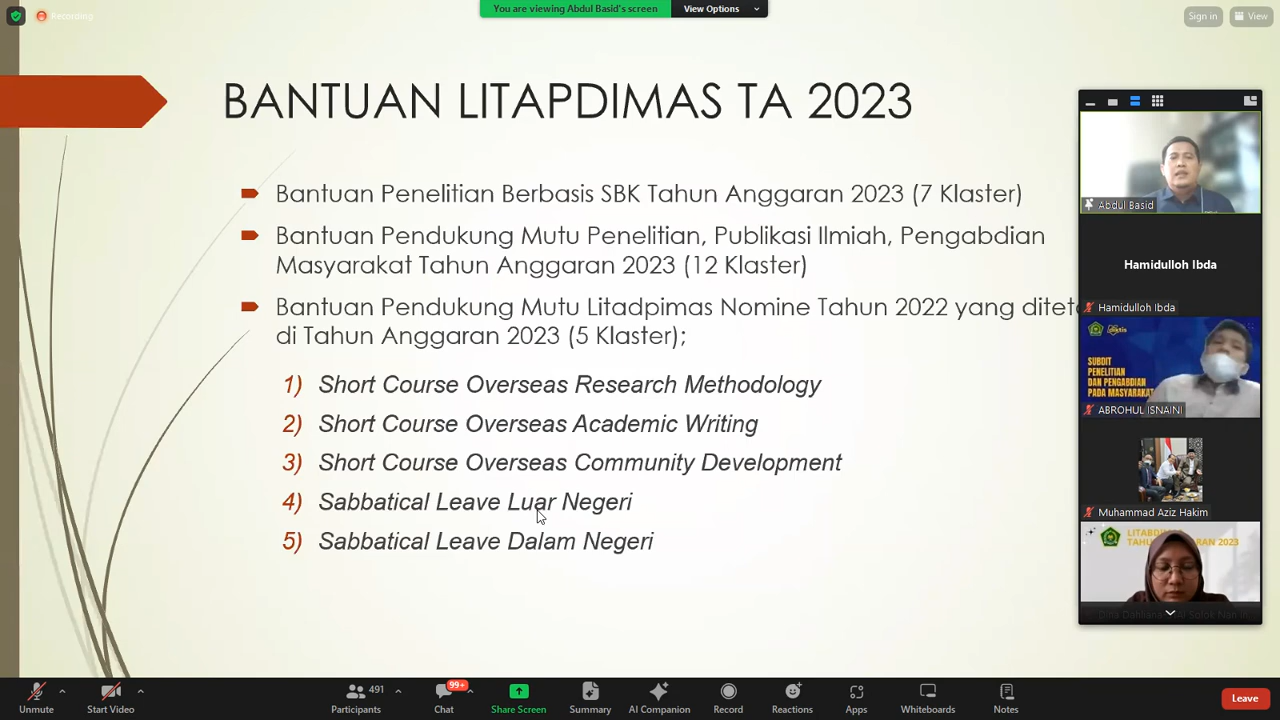 Recording
You are viewing Abdul Basid's screen
View Options
Sign in
View
BANTUAN LITAPDIMAS TA 2023
Bantuan Penelitian Berbasis SBK Tahun Anggaran 2023 (7 Klaster)
Bantuan Pendukung Mutu Penelitian, Publikasi Ilmiah, Pengabdian
Masyarakat Tahun Anggaran 2023 (12 Klaster)
Bantuan Pendukung Mutu Litadpimas Nomine Tahun 2022 yang
di Tahun Anggaran 2023 (5 Klaster);
1) Short Course Overseas Research Methodology
2) Short Course Overseas Academic Writing
3) Short Course Overseas Community Development
4) Sabbatical Leave Luar Negeri
5) Sabbatical Leave Dalam Negeri
Abdul Basid
Hamidulloh Ibda
Hamidulloh Ibda
SUBDIT
PENELITIAN
DAN PENGABDIAN
PADA MASYARAKAT
ABROHUL ISNAINI
Muhammad Aziz Hakim
2023
Unmute
Start Video
Participants
491
Chat
99+
Share Screen
Summary
AI Companion
Record
Reactions
Apps
Whiteboards
Notes
Leave